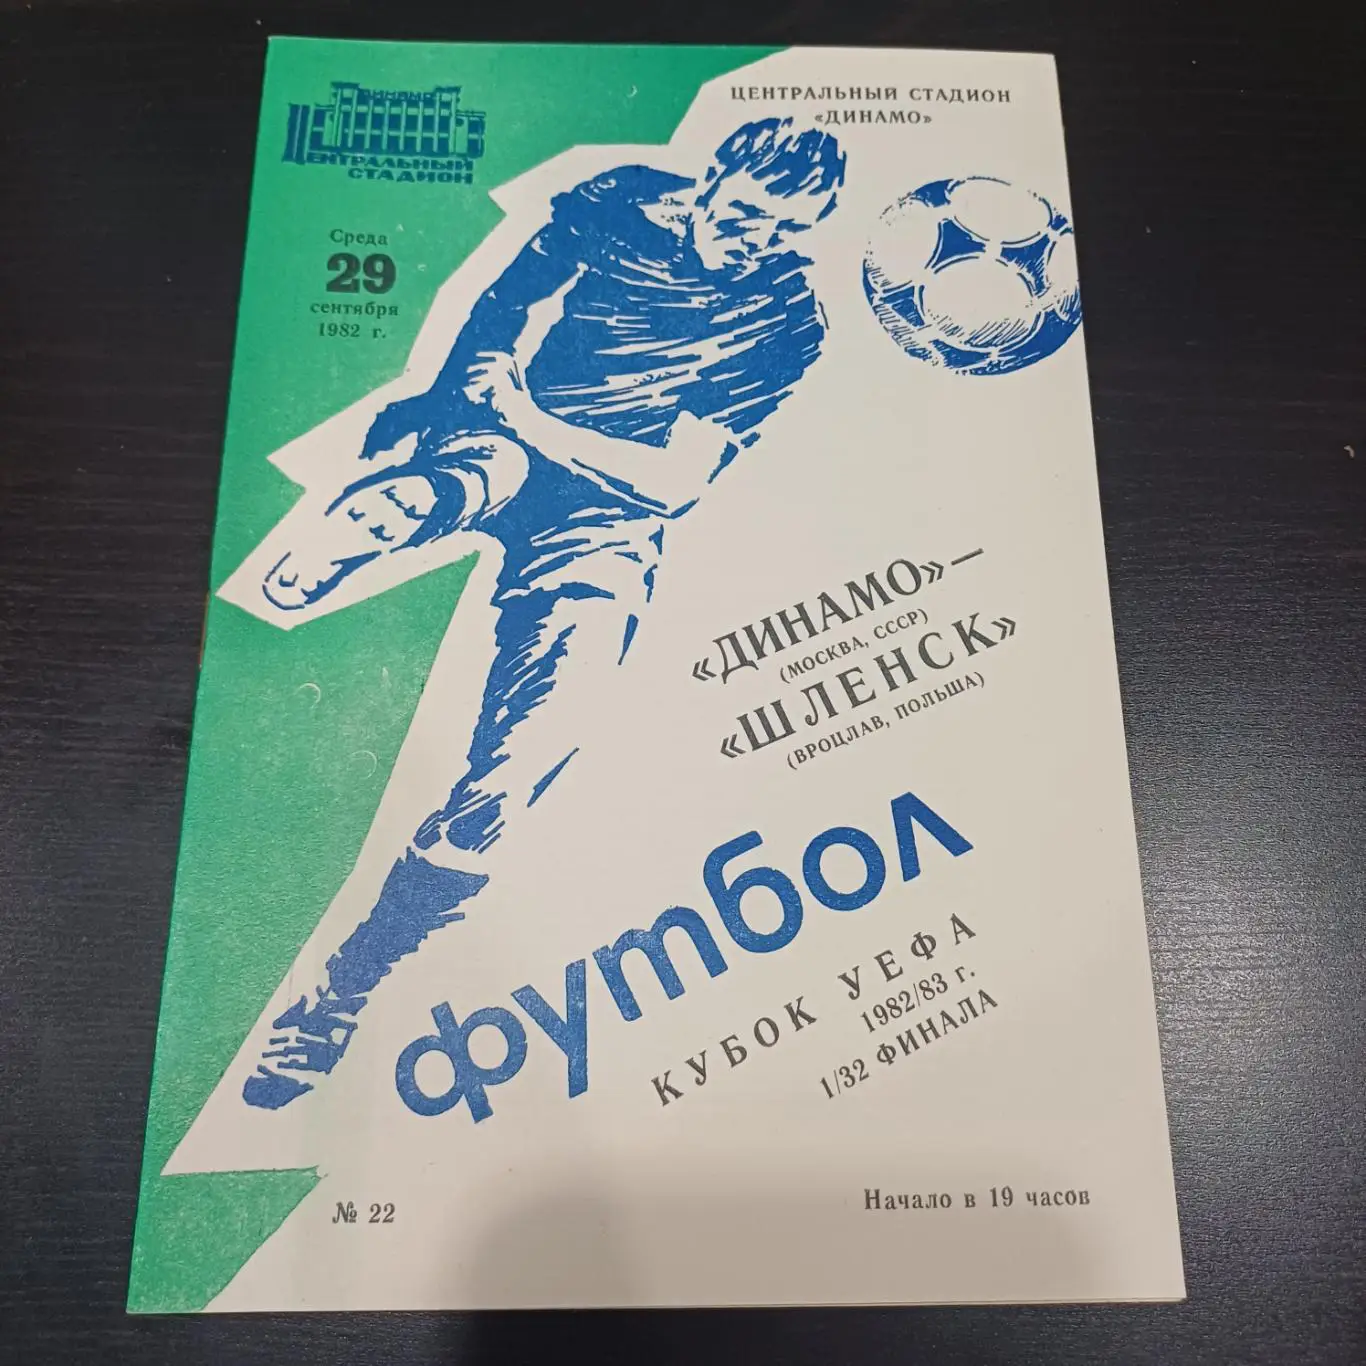 ДИНАМО
ЦЕНТРАЛЬНЫЙ
СТАДИОН
ЦЕНТРАЛЬНЫЙ СТАДИОН
«ДИНАМО»
Среда
29
сентября
1982 г.
«ДИНАМО» —
(МОСКВА, СССР)
«ШЛЕНСК»
(ВРОЦЛАВ, ПОЛЬША)
футбол
КУБОК УЕФА
1982/83 г.
1/32 ФИНАЛА
№ 22
Начало в 19 часов